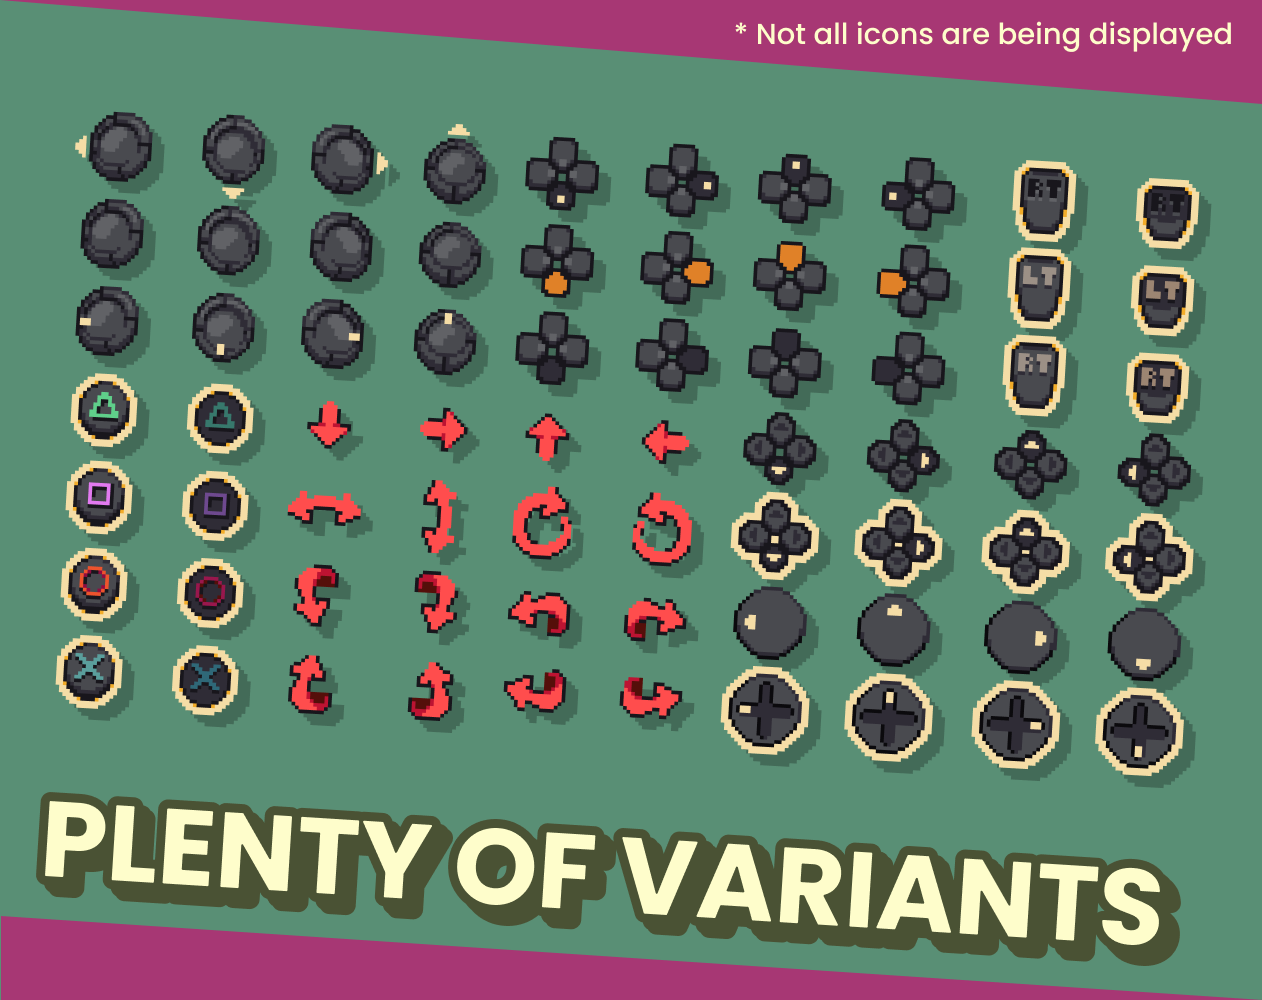 * Not all icons are being displayed
RT RT
LT LT
RT RT
PLENTY OF VARIANTS